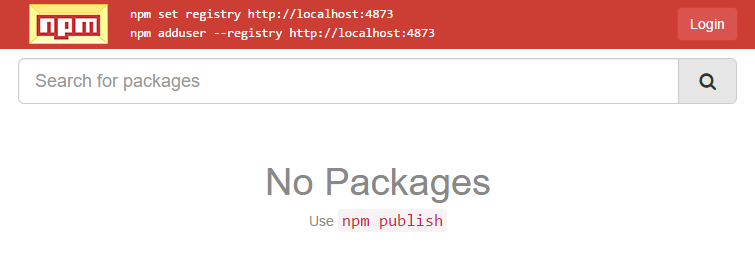 npm
npm set registry http://localhost:4873
npm adduser --registry http://localhost:4873
Login
Search for packages
No Packages
Use npm publish